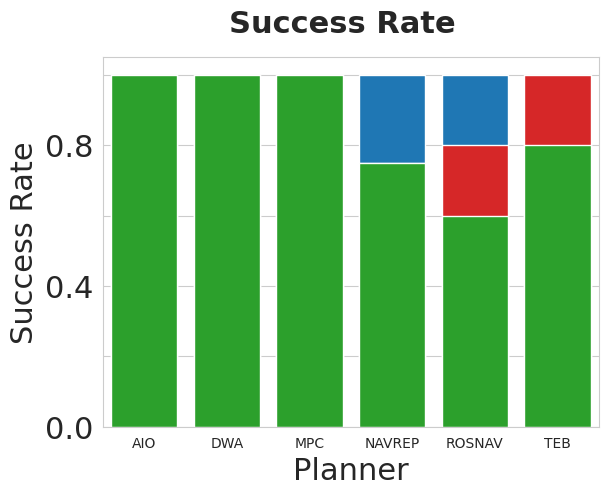 Success Rate
Success Rate
0.8
0.4
0.0
AIO DWA MPC NAVREP ROSNAV TEB
Planner